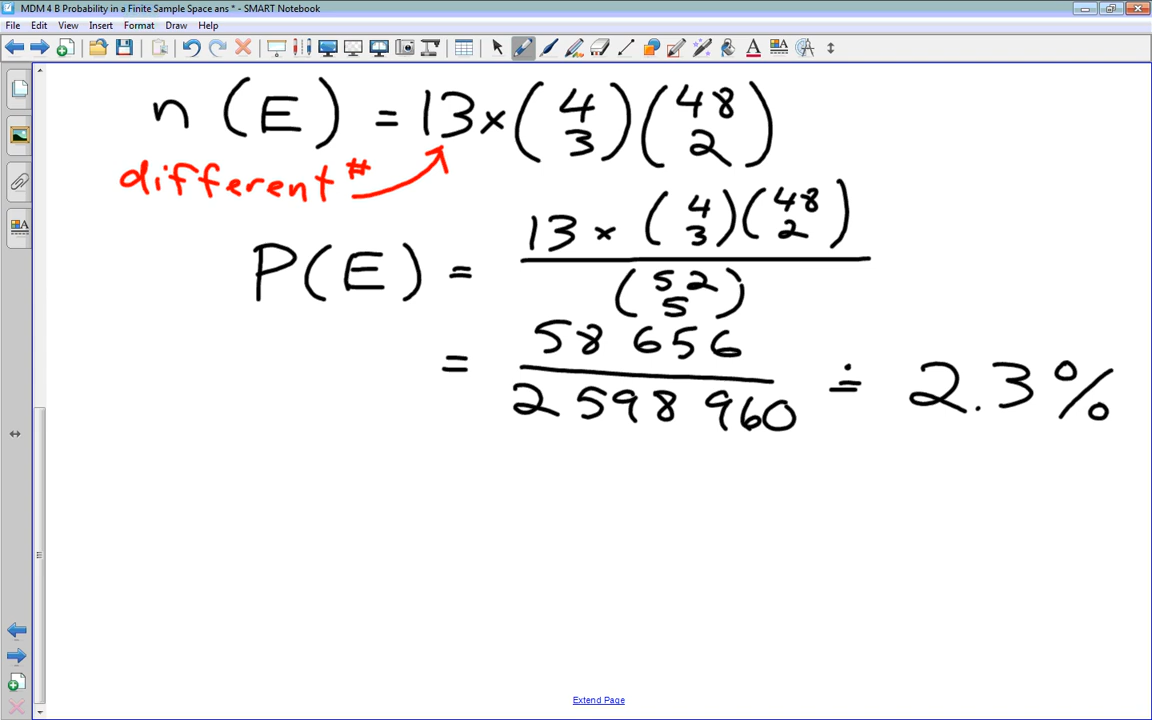 MDM 4 B Probability in a Finite Sample Space ans * - SMART Notebook
File Edit View Insert Format Tools Draw Help
n (E) = 13 × (4 3) (48 2)
different #
13 × (4 3) (48 2)
P(E) =
(52 5)
58 656
= ≐ 2.3%
2 598 960
Extend Page